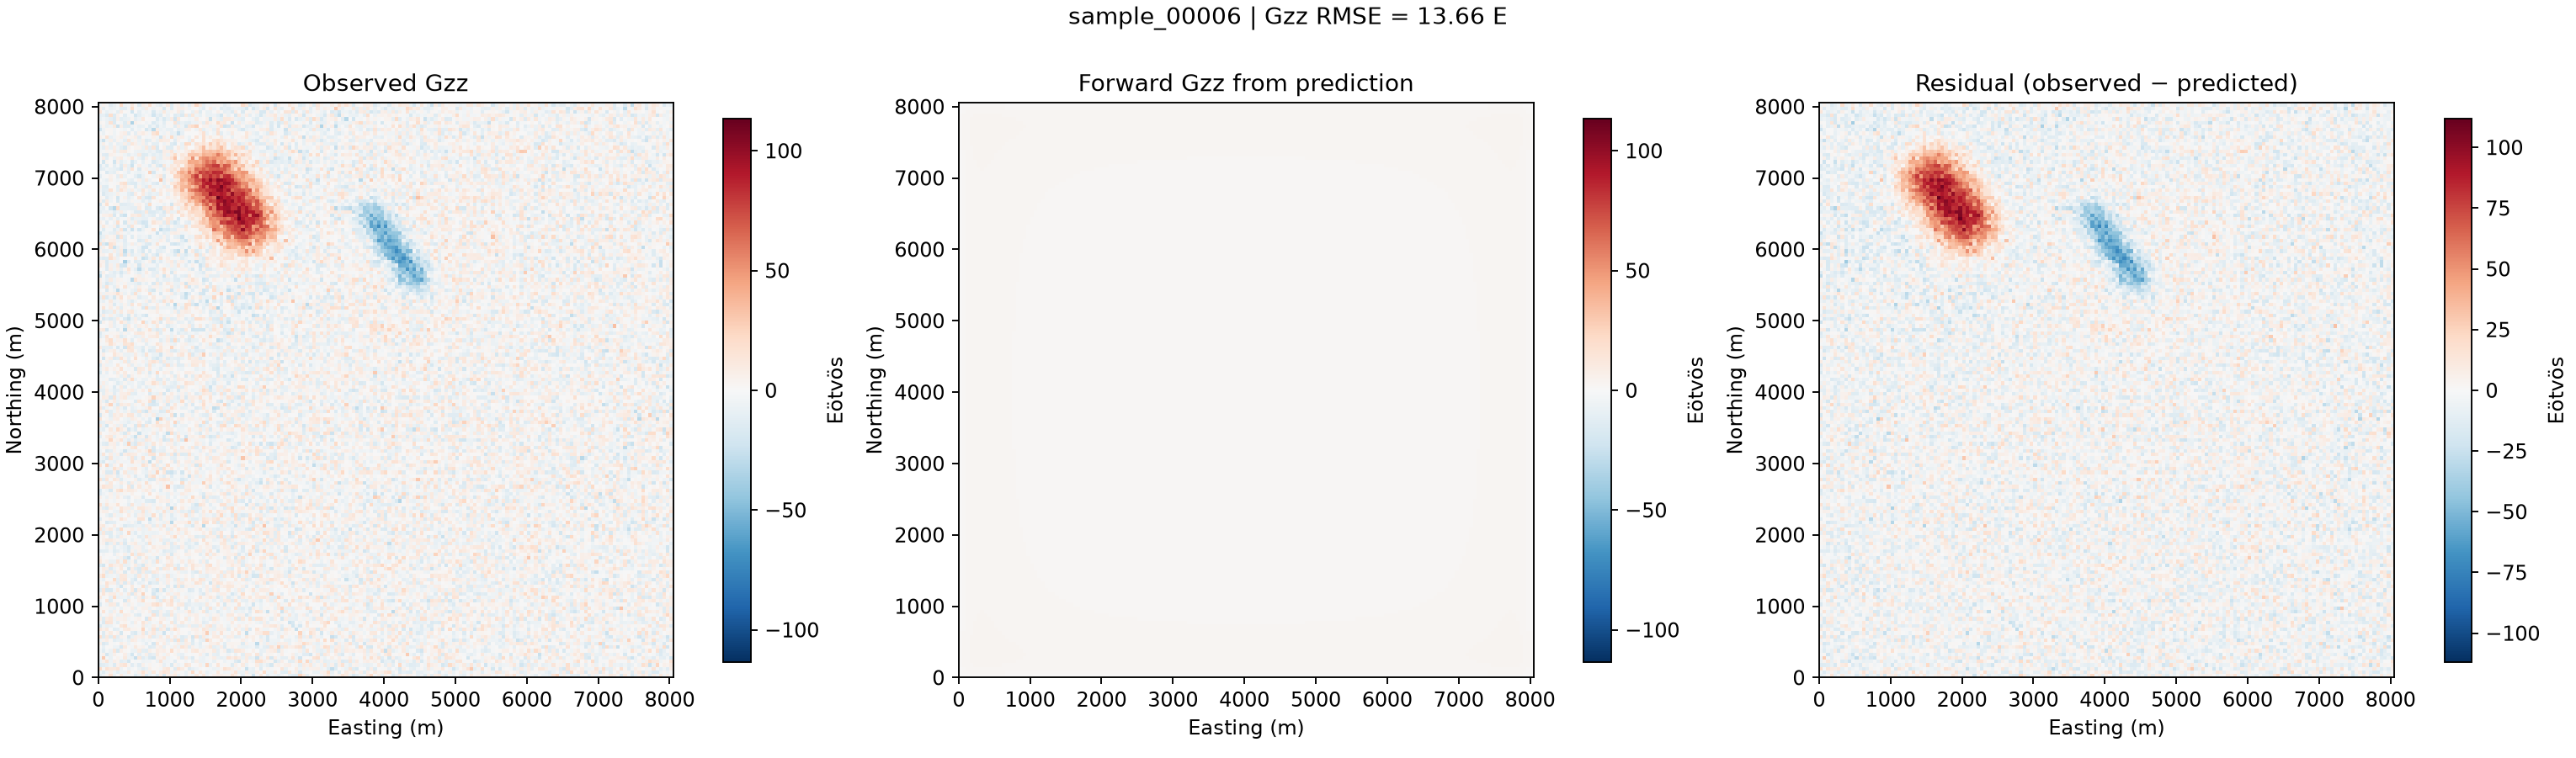 sample_00006 | Gzz RMSE = 13.66 E
Observed Gzz
8000
7000
6000
5000
4000
3000
2000
1000
0
Northing (m)
0 1000 2000 3000 4000 5000 6000 7000 8000
Easting (m)
100
50
0
−50
−100
Eötvös
Forward Gzz from prediction
8000
7000
6000
5000
4000
3000
2000
1000
0
Northing (m)
0 1000 2000 3000 4000 5000 6000 7000 8000
Easting (m)
100
50
0
−50
−100
Eötvös
Residual (observed − predicted)
8000
7000
6000
5000
4000
3000
2000
1000
0
Northing (m)
0 1000 2000 3000 4000 5000 6000 7000 8000
Easting (m)
100
75
50
25
0
−25
−50
−75
−100
Eötvös